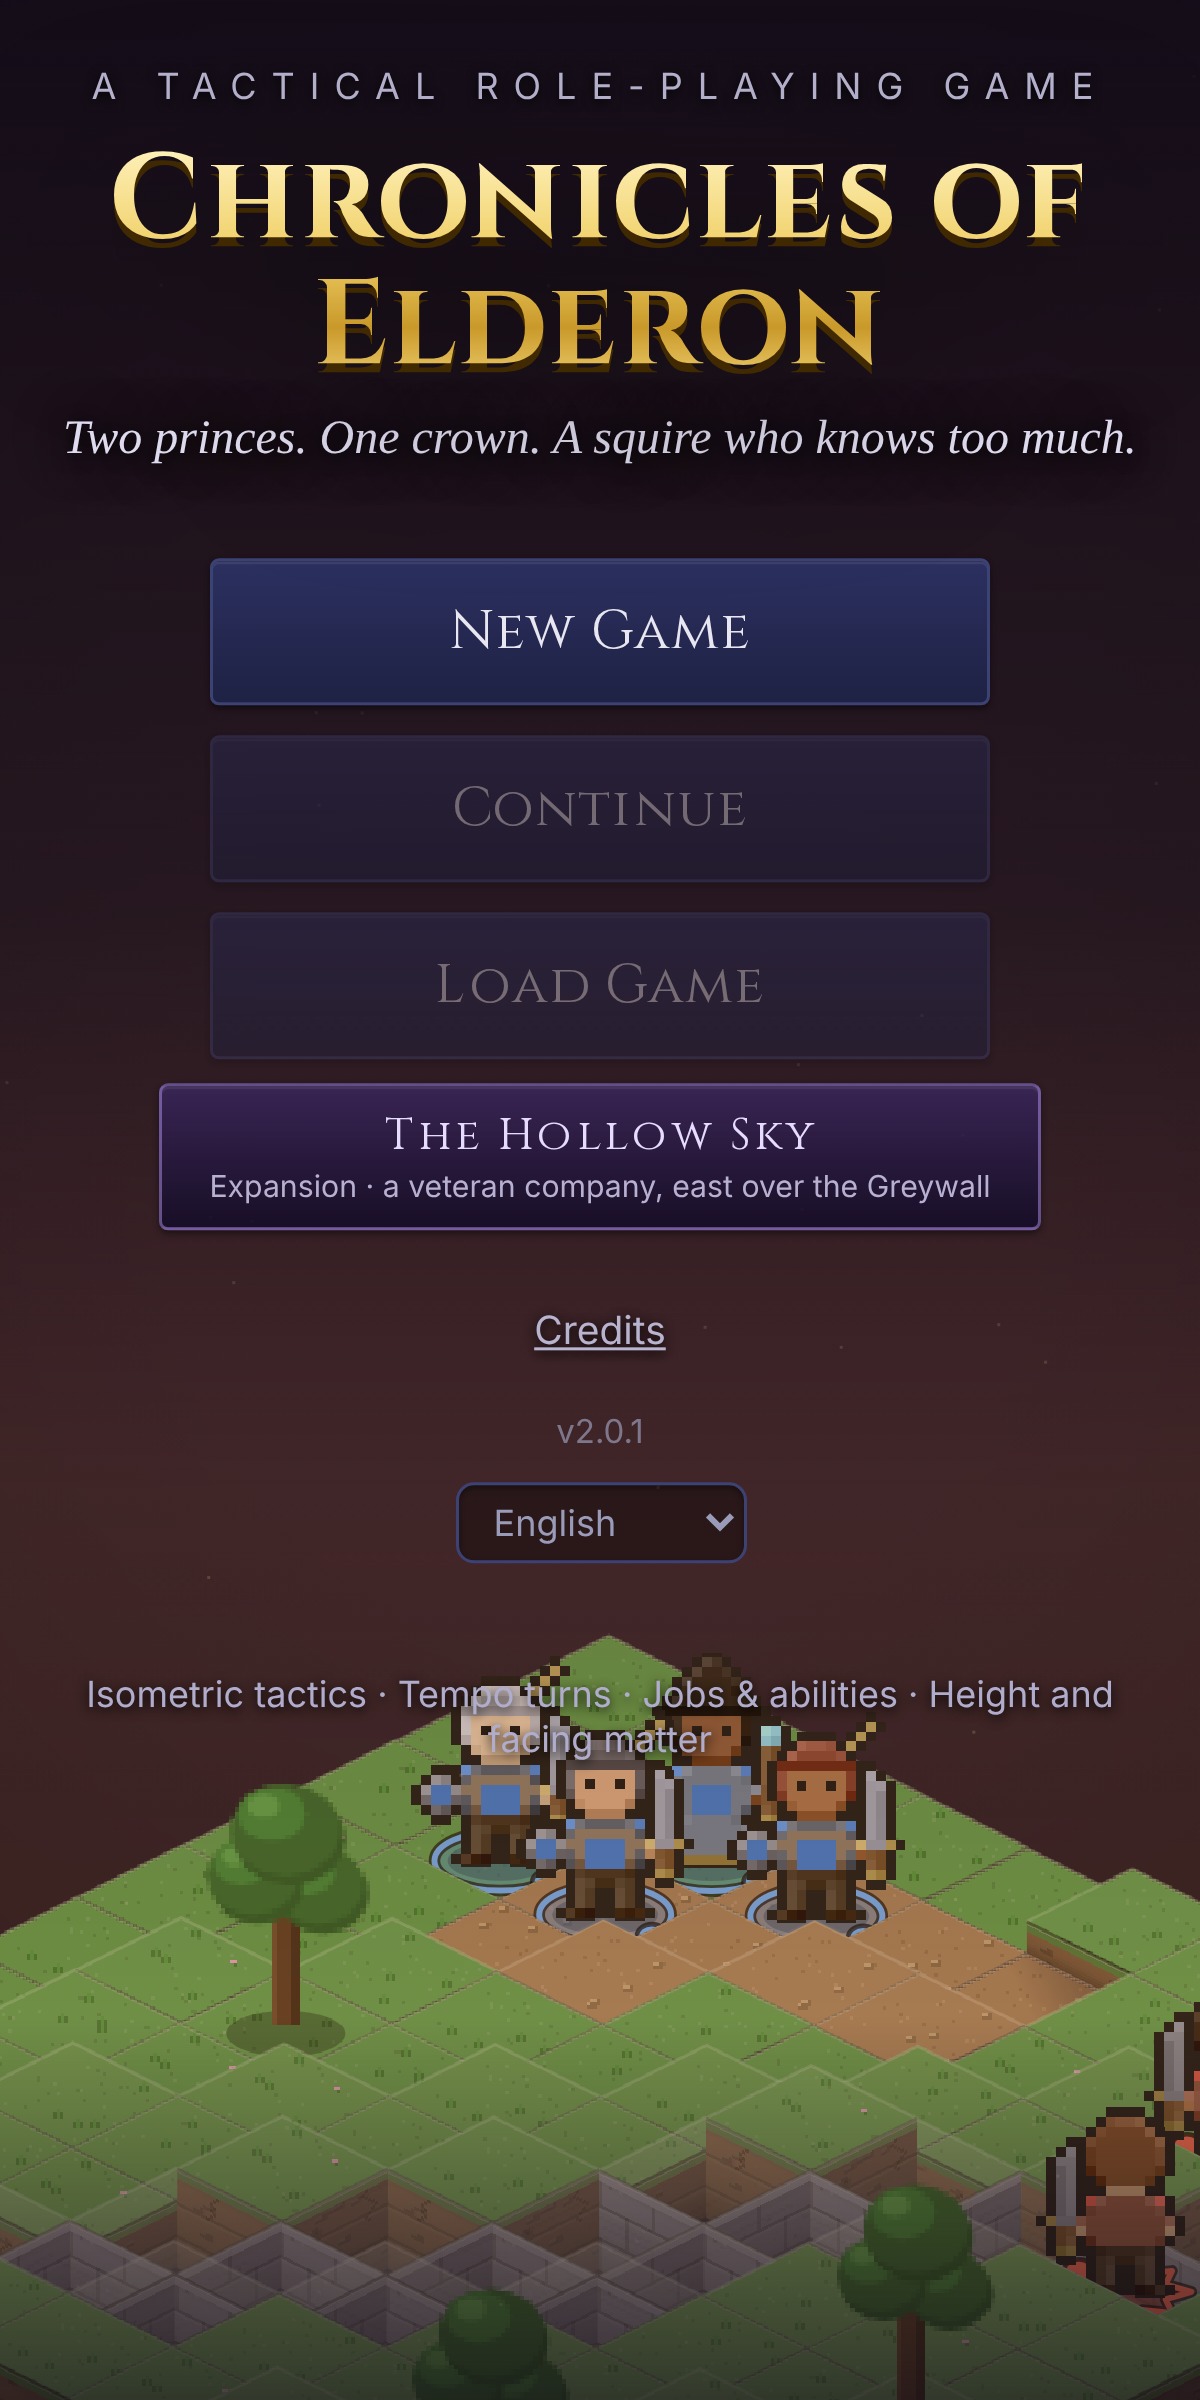 A TACTICAL ROLE-PLAYING GAME
Chronicles of
Elderon
Two princes. One crown. A squire who knows too much.
New Game
Continue
Load Game
The Hollow Sky
Expansion · a veteran company, east over the Greywall
Credits
v2.0.1
English
Isometric tactics · Tempo turns · Jobs & abilities · Height and
facing matter